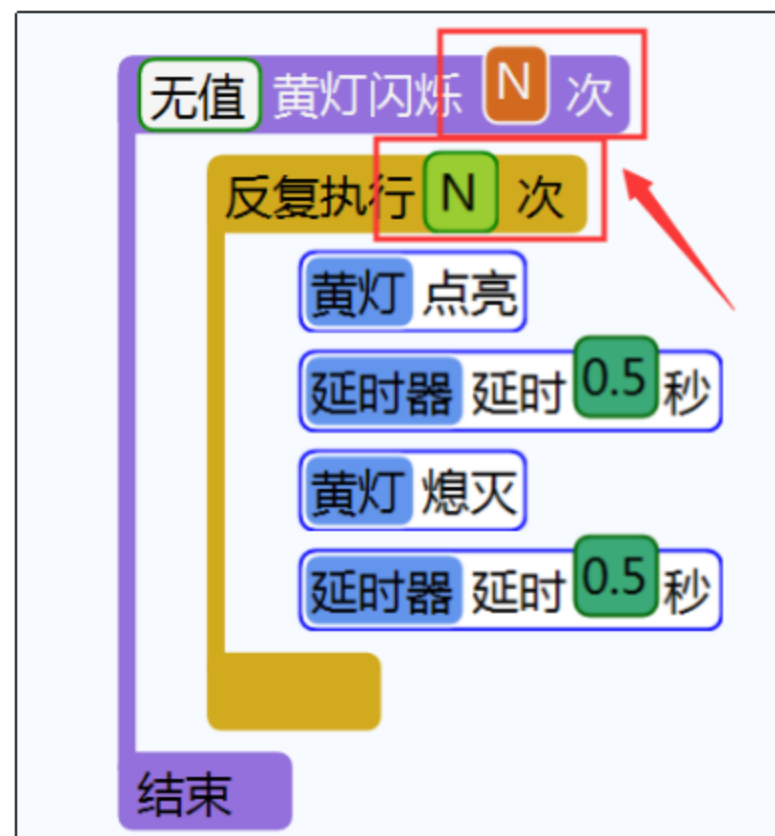 无值 黄灯闪烁 N 次
反复执行 N 次
黄灯 点亮
延时器 延时 0.5 秒
黄灯 熄灭
延时器 延时 0.5 秒
结束